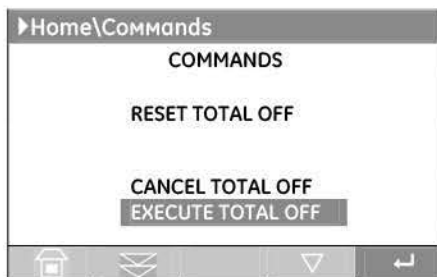 Home\Commands
COMMANDS
RESET TOTAL OFF
CANCEL TOTAL OFF
EXECUTE TOTAL OFF